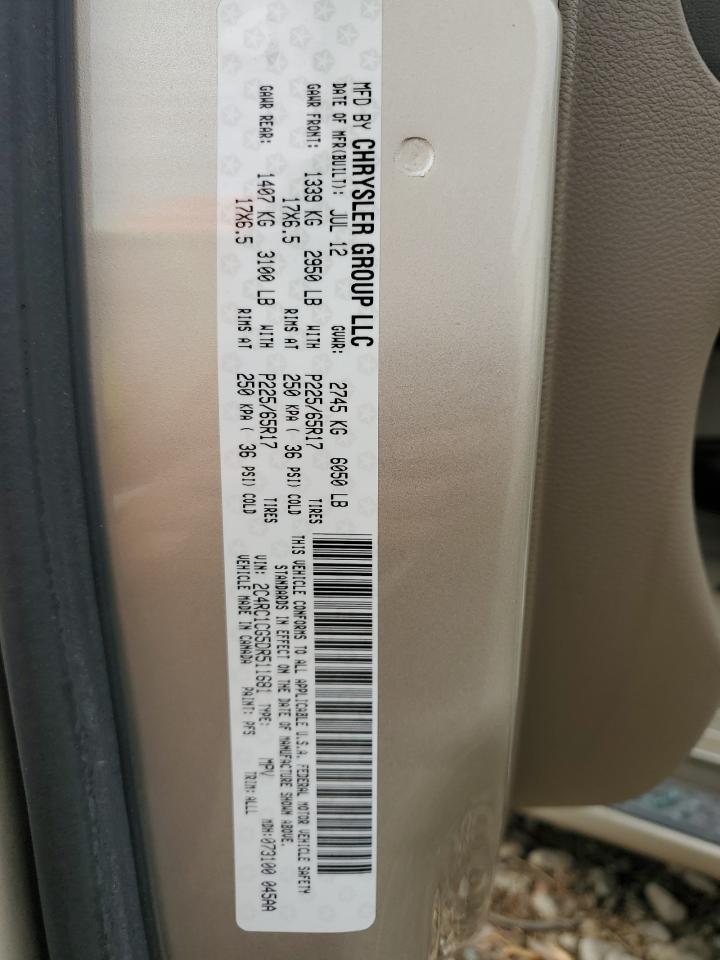 MFD BY CHRYSLER GROUP LLC
DATE OF MFR(BUILT): JUL 12 GVWR: 2745 KG 6050 LB
GAWR FRONT: 1339 KG 2950 LB WITH P225/65R17 TIRES
17X6.5 RIMS AT 250 KPA ( 36 PSI) COLD
GAWR REAR: 1407 KG 3100 LB WITH P225/65R17 TIRES
17X6.5 RIMS AT 250 KPA ( 36 PSI) COLD
THIS VEHICLE CONFORMS TO ALL APPLICABLE U.S.A. FEDERAL MOTOR VEHICLE SAFETY
STANDARDS IN EFFECT ON THE DATE OF MANUFACTURE SHOWN ABOVE.
VIN: 2C4RC1CG5DR511681 TYPE: MPV MDH:073100 045AA
VEHICLE MADE IN CANADA PAINT: PFS TRIM:ALL1